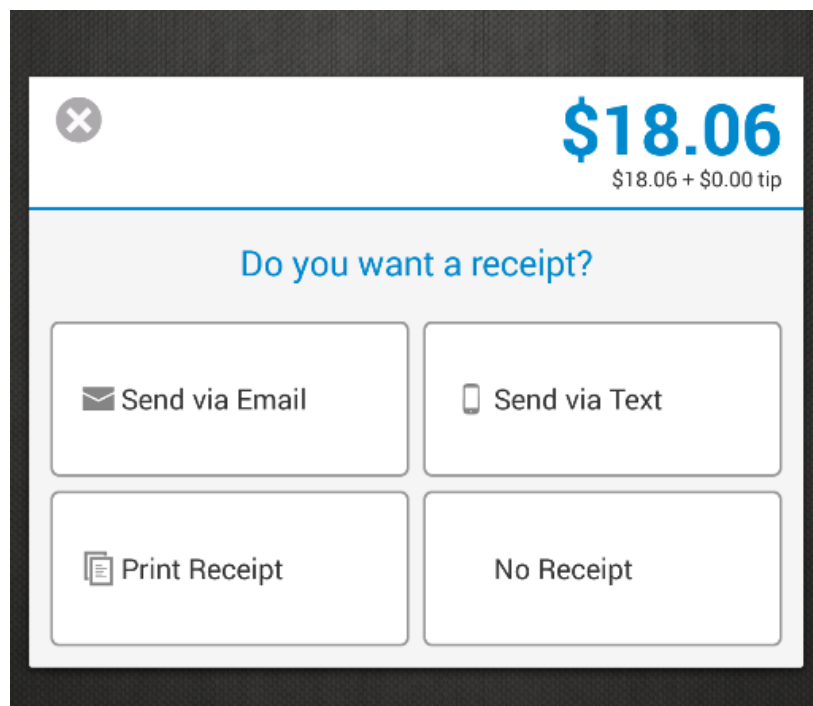 $18.06
$18.06 + $0.00 tip
Do you want a receipt?
Send via Email
Send via Text
Print Receipt
No Receipt